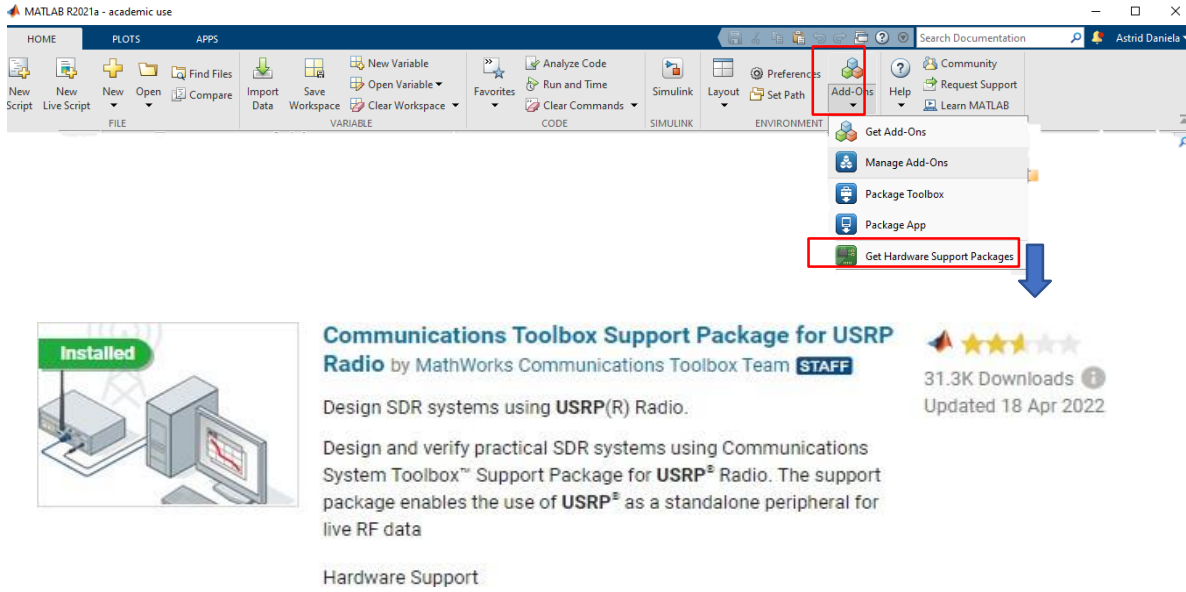 MATLAB R2021a - academic use
HOME PLOTS APPS Search Documentation Astrid Daniela
New Script
New Live Script
New
Open
Find Files
Compare
FILE
Import Data
Save Workspace
New Variable
Open Variable
Clear Workspace
VARIABLE
Favorites
Analyze Code
Run and Time
Clear Commands
CODE
Simulink
SIMULINK
Layout
Preferences
Set Path
Add-Ons
ENVIRONMENT
Help
Community
Request Support
Learn MATLAB
Get Add-Ons
Manage Add-Ons
Package Toolbox
Package App
Get Hardware Support Packages
Installed
Communications Toolbox Support Package for USRP
Radio by MathWorks Communications Toolbox Team STAFF
Design SDR systems using USRP(R) Radio.
Design and verify practical SDR systems using Communications
System Toolbox™ Support Package for USRP® Radio. The support
package enables the use of USRP® as a standalone peripheral for
live RF data
Hardware Support
31.3K Downloads
Updated 18 Apr 2022